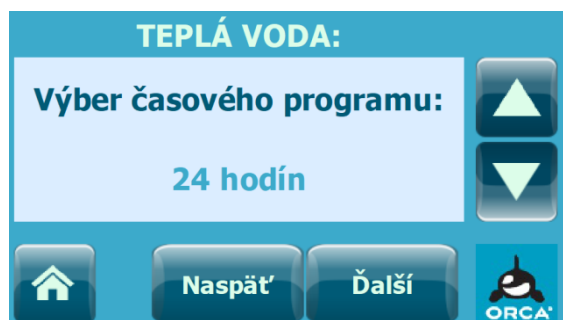 TEPLÁ VODA:
Výber časového programu:
24 hodín
Naspäť
Ďalší
ORCA